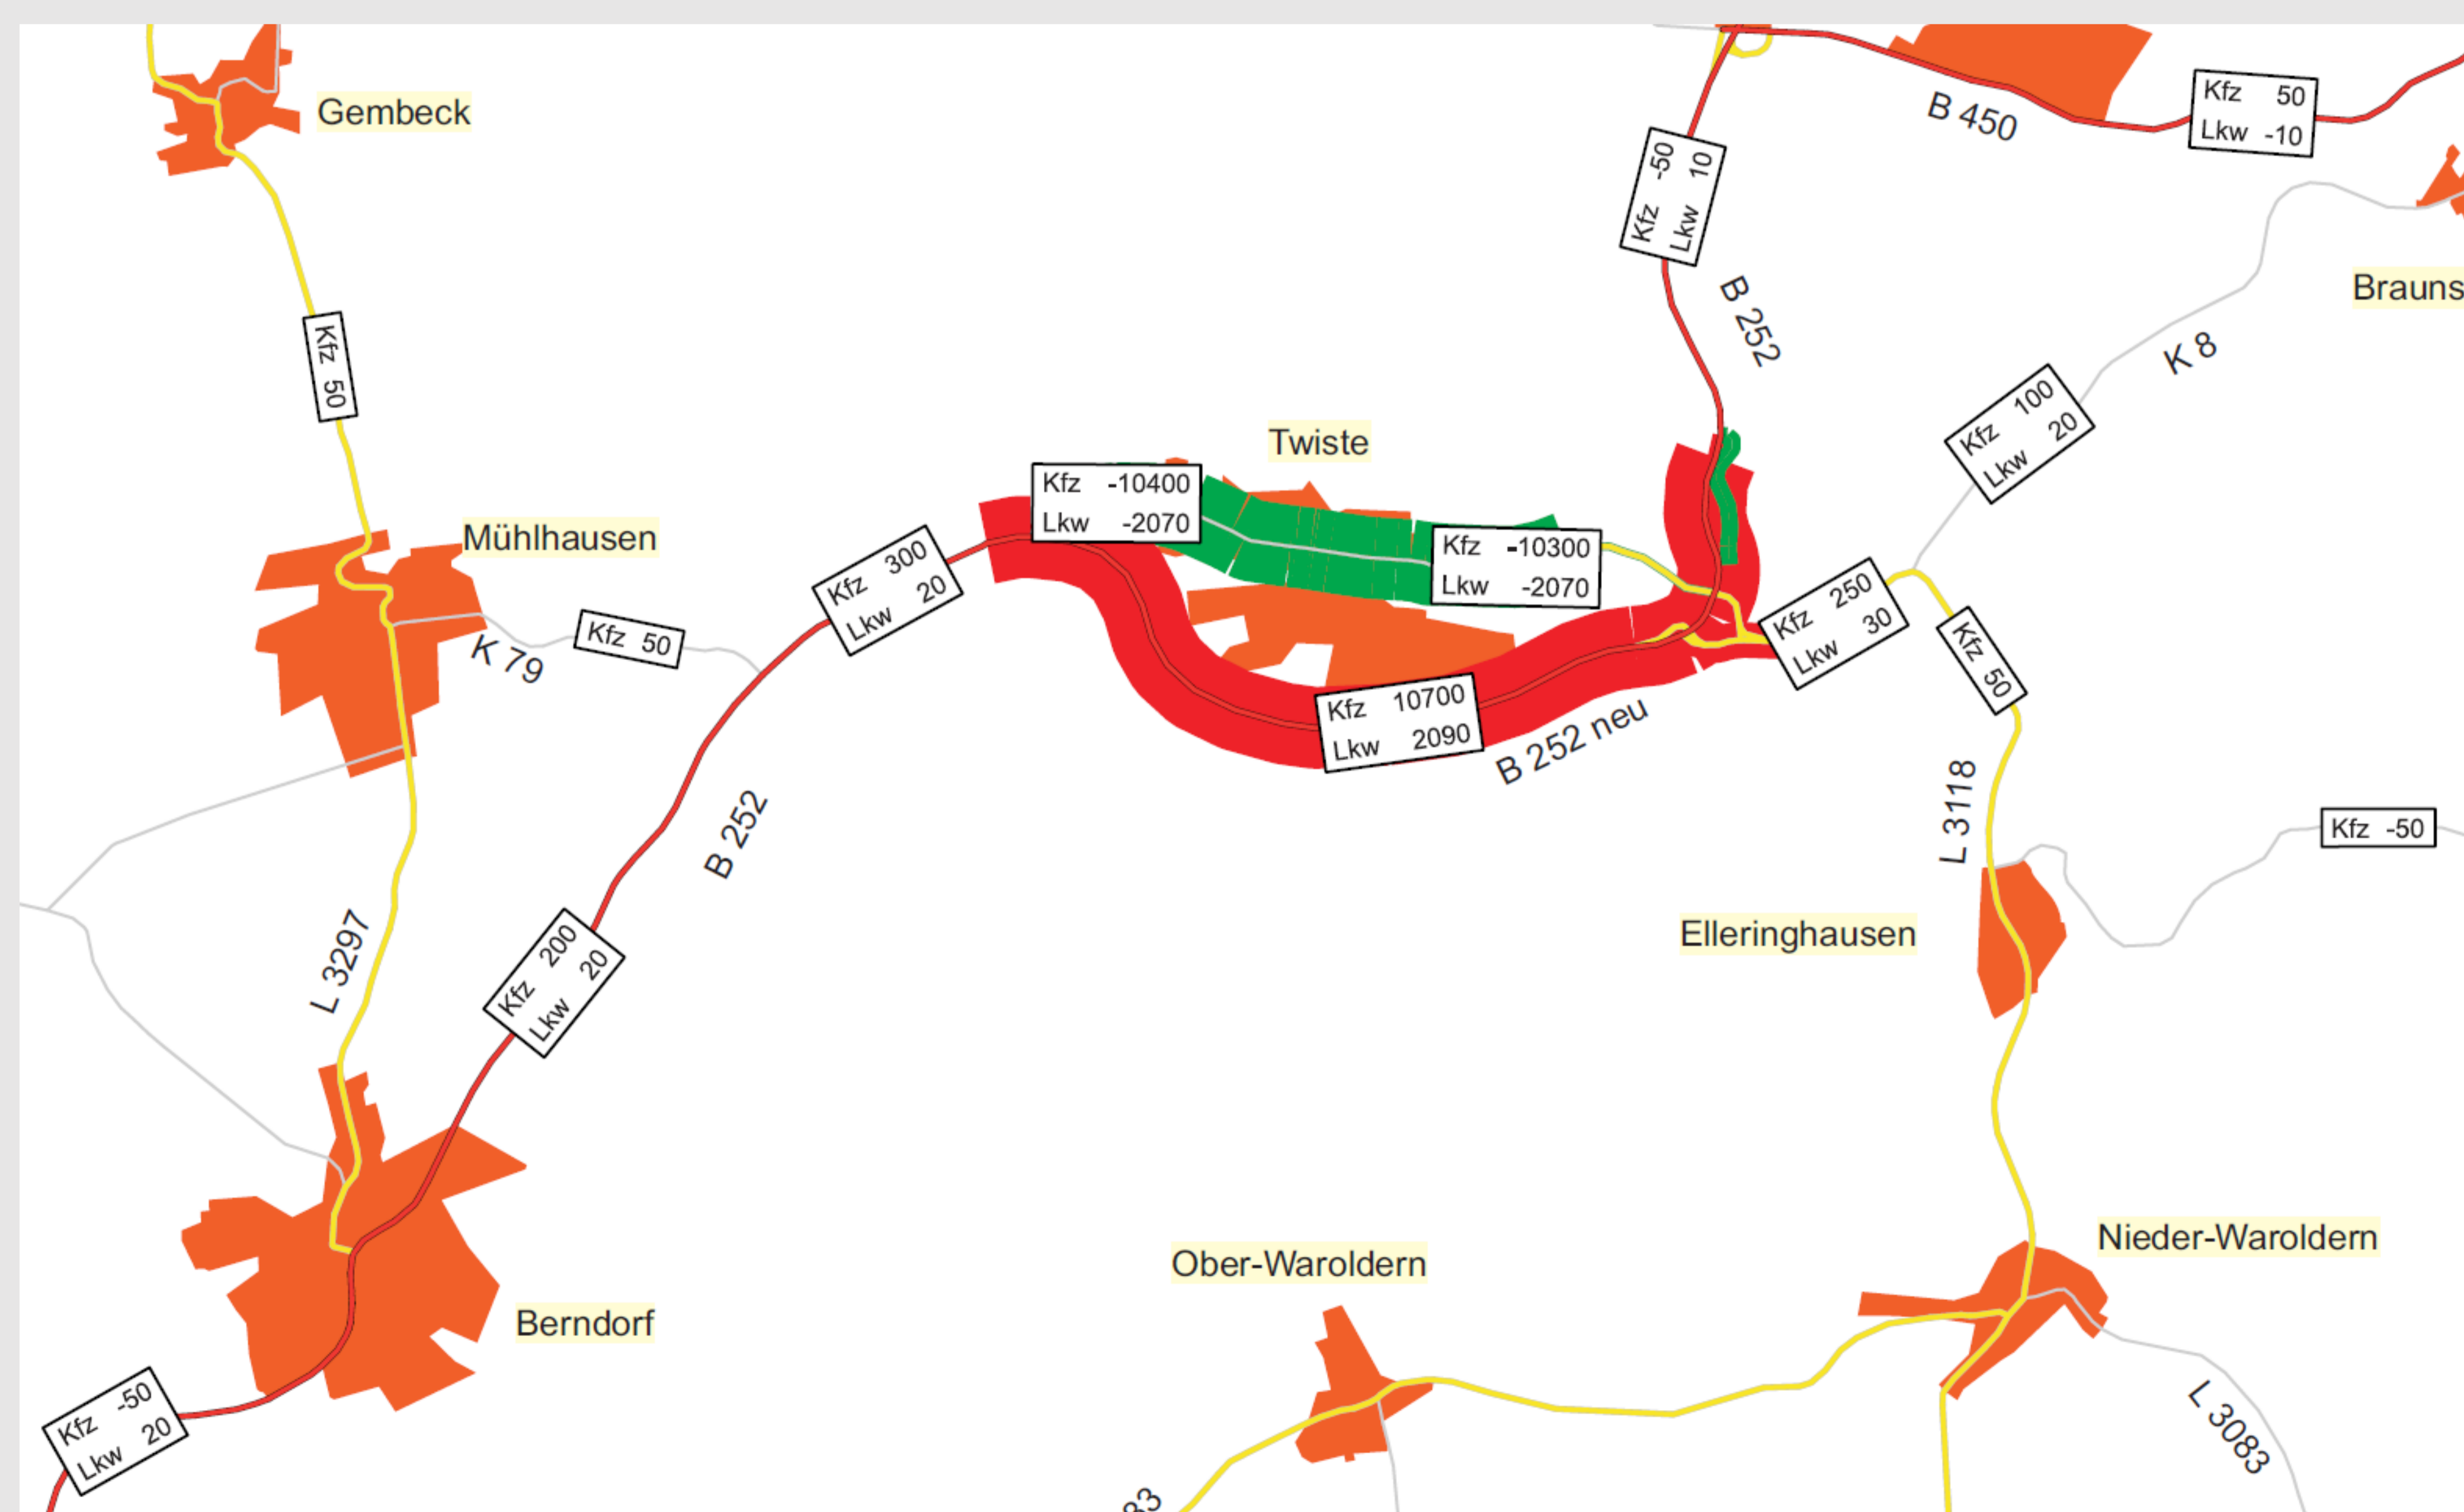 Gembeck
B 450
Kfz 50
Lkw -10
Kfz -50
Lkw 10
B 252
Brauns
K 8
Kfz 50
Kfz 100
Lkw 20
Twiste
Kfz -10400
Lkw -2070
Kfz -10300
Lkw -2070
Mühlhausen
Kfz 300
Lkw 20
K 79
Kfz 50
Kfz 250
Lkw 30
Kfz 50
Kfz 10700
Lkw 2090
B 252 neu
L 3118
B 252
Kfz -50
L 3297
Kfz 200
Lkw 20
Elleringhausen
Nieder-Waroldern
Ober-Waroldern
Berndorf
Kfz -50
Lkw 20
L 3083
83